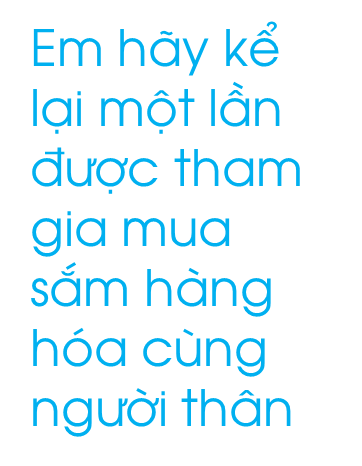 Em hãy kể
lại một lần
được tham
gia mua
sắm hàng
hóa cùng
người thân